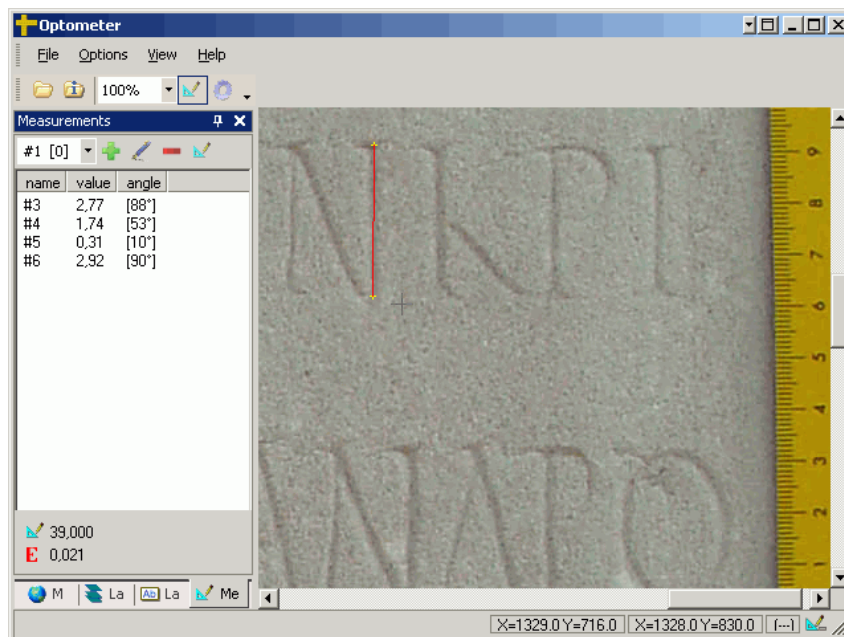 Optometer
File Options View Help
100%
Measurements
#1 [0]
name value angle
#3 2,77 [88°]
#4 1,74 [53°]
#5 0,31 [10°]
#6 2,92 [90°]
39,000
E 0,021
M La Ab La Me
NKPI
9
8
7
6
5
4
3
2
1
X=1329.0 Y=716.0 X=1328.0 Y=830.0 [---]